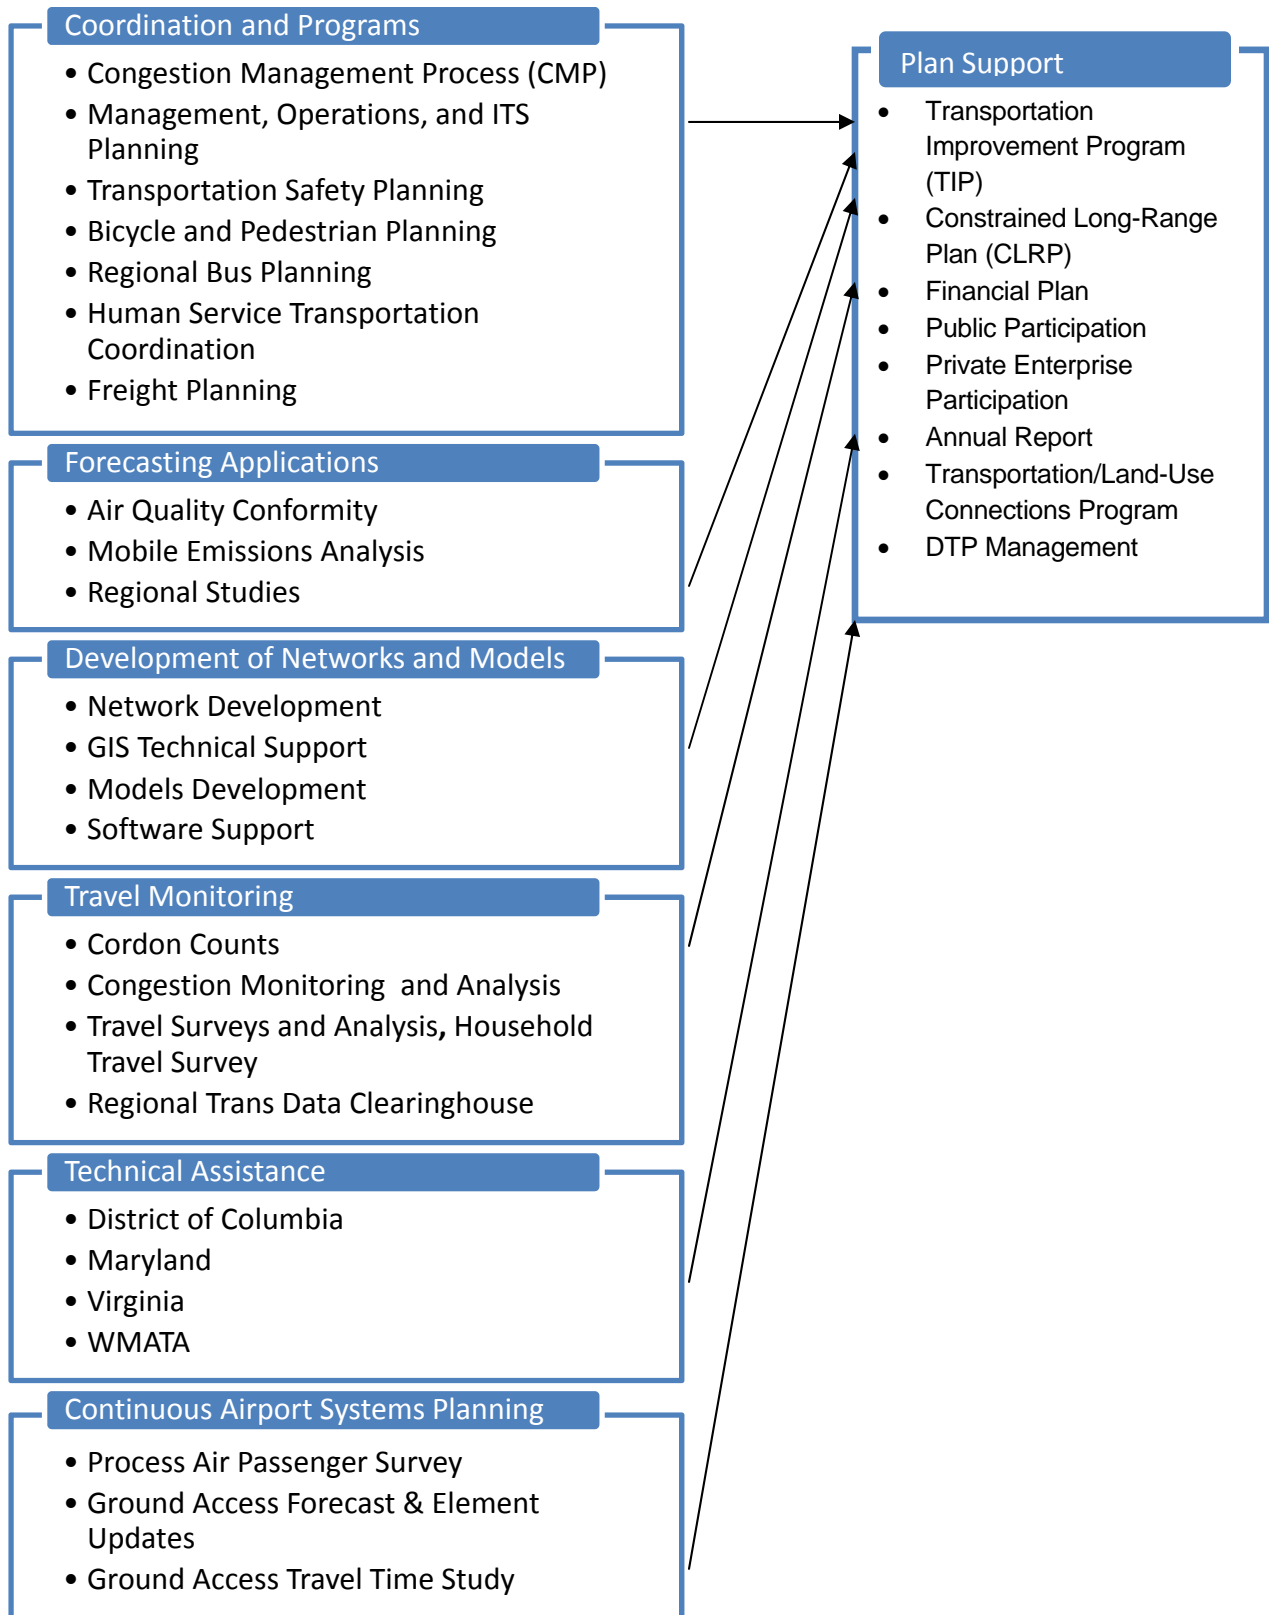 Coordination and Programs
• Congestion Management Process (CMP)
• Management, Operations, and ITS
Planning
• Transportation Safety Planning
• Bicycle and Pedestrian Planning
• Regional Bus Planning
• Human Service Transportation
Coordination
• Freight Planning
Forecasting Applications
• Air Quality Conformity
• Mobile Emissions Analysis
• Regional Studies
Development of Networks and Models
• Network Development
• GIS Technical Support
• Models Development
• Software Support
Travel Monitoring
• Cordon Counts
• Congestion Monitoring  and Analysis
• Travel Surveys and Analysis, Household
Travel Survey
• Regional Trans Data Clearinghouse
Technical Assistance
• District of Columbia
• Maryland
• Virginia
• WMATA
Continuous Airport Systems Planning
• Process Air Passenger Survey
• Ground Access Forecast & Element
Updates
• Ground Access Travel Time Study
Plan Support
• Transportation
Improvement Program
(TIP)
• Constrained Long-Range
Plan (CLRP)
• Financial Plan
• Public Participation
• Private Enterprise
Participation
• Annual Report
• Transportation/Land-Use
Connections Program
• DTP Management